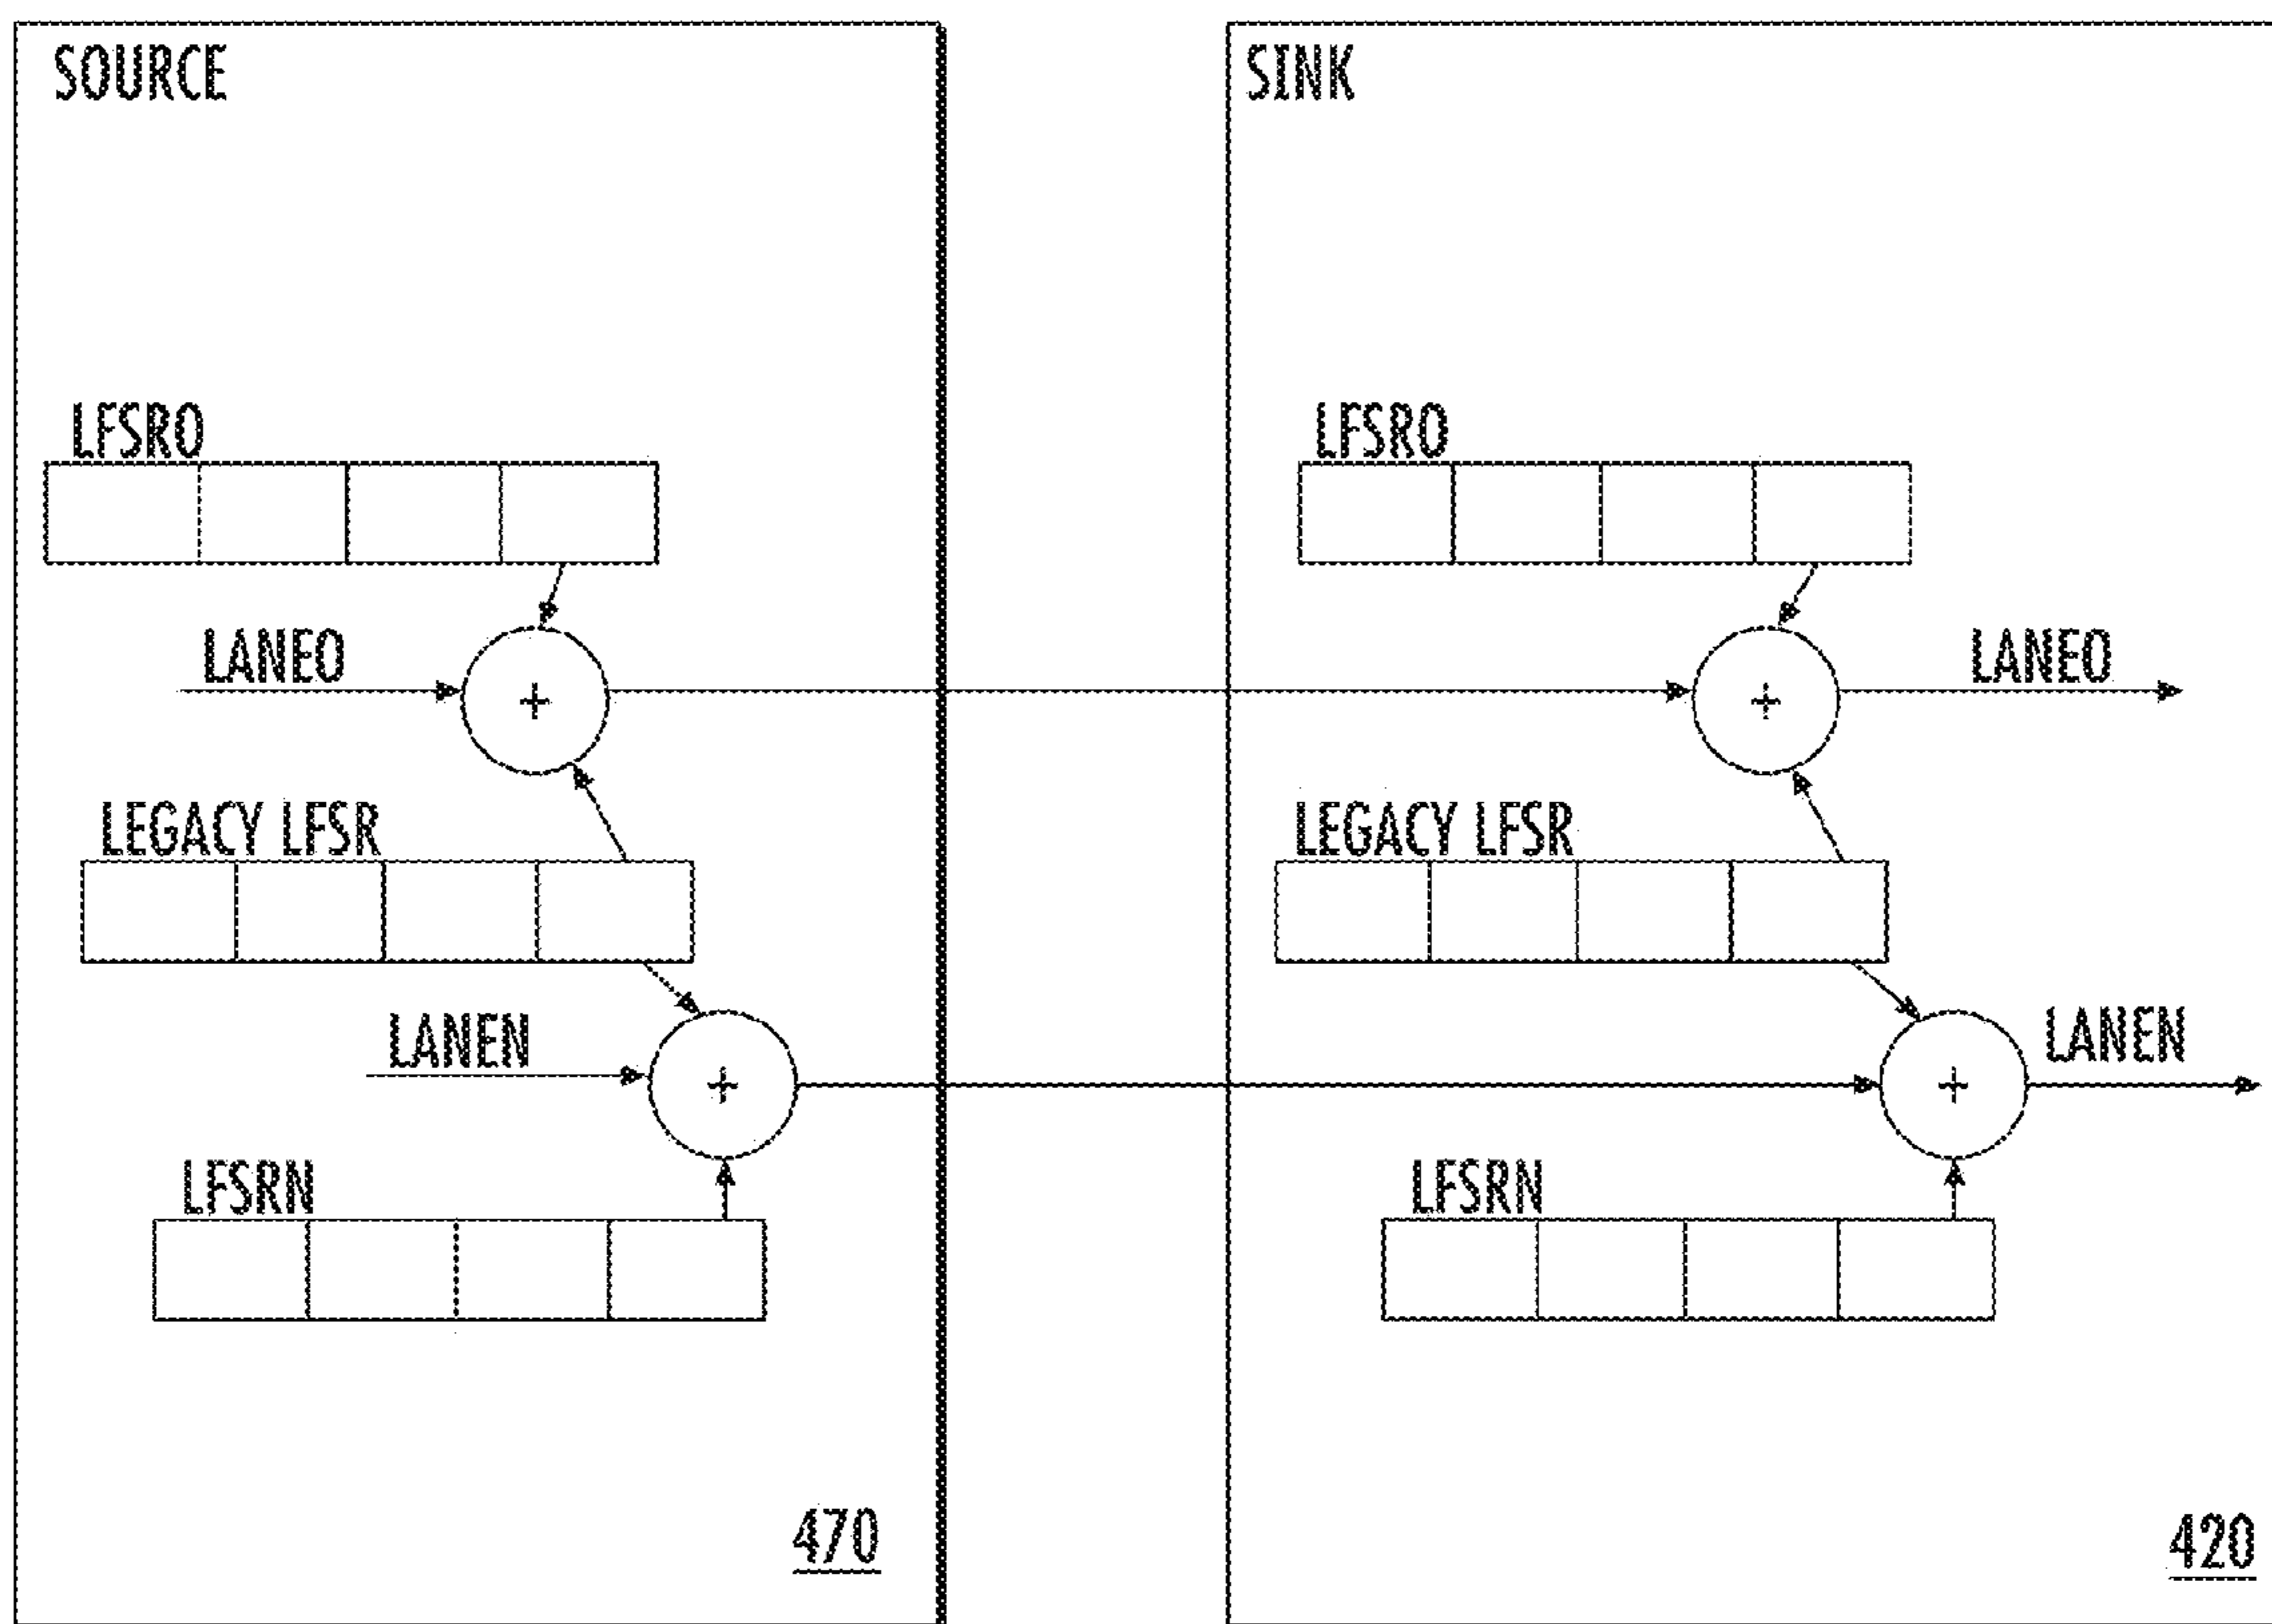 SOURCE
SINK
LFSR0
LFSR0
LANE0
LANE0
LEGACY LFSR
LEGACY LFSR
+
+
LANEN
LANEN
+
+
LFSRN
LFSRN
470
420